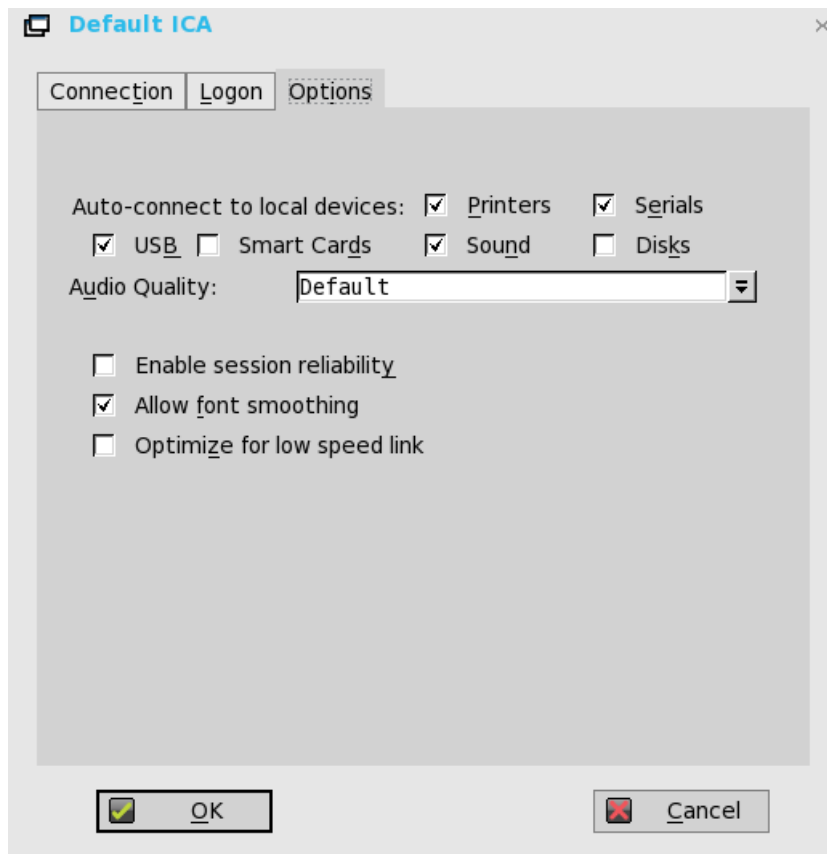 Default ICA
Connection Logon Options
Auto-connect to local devices: Printers Serials
USB Smart Cards Sound Disks
Audio Quality: Default
Enable session reliability
Allow font smoothing
Optimize for low speed link
OK Cancel